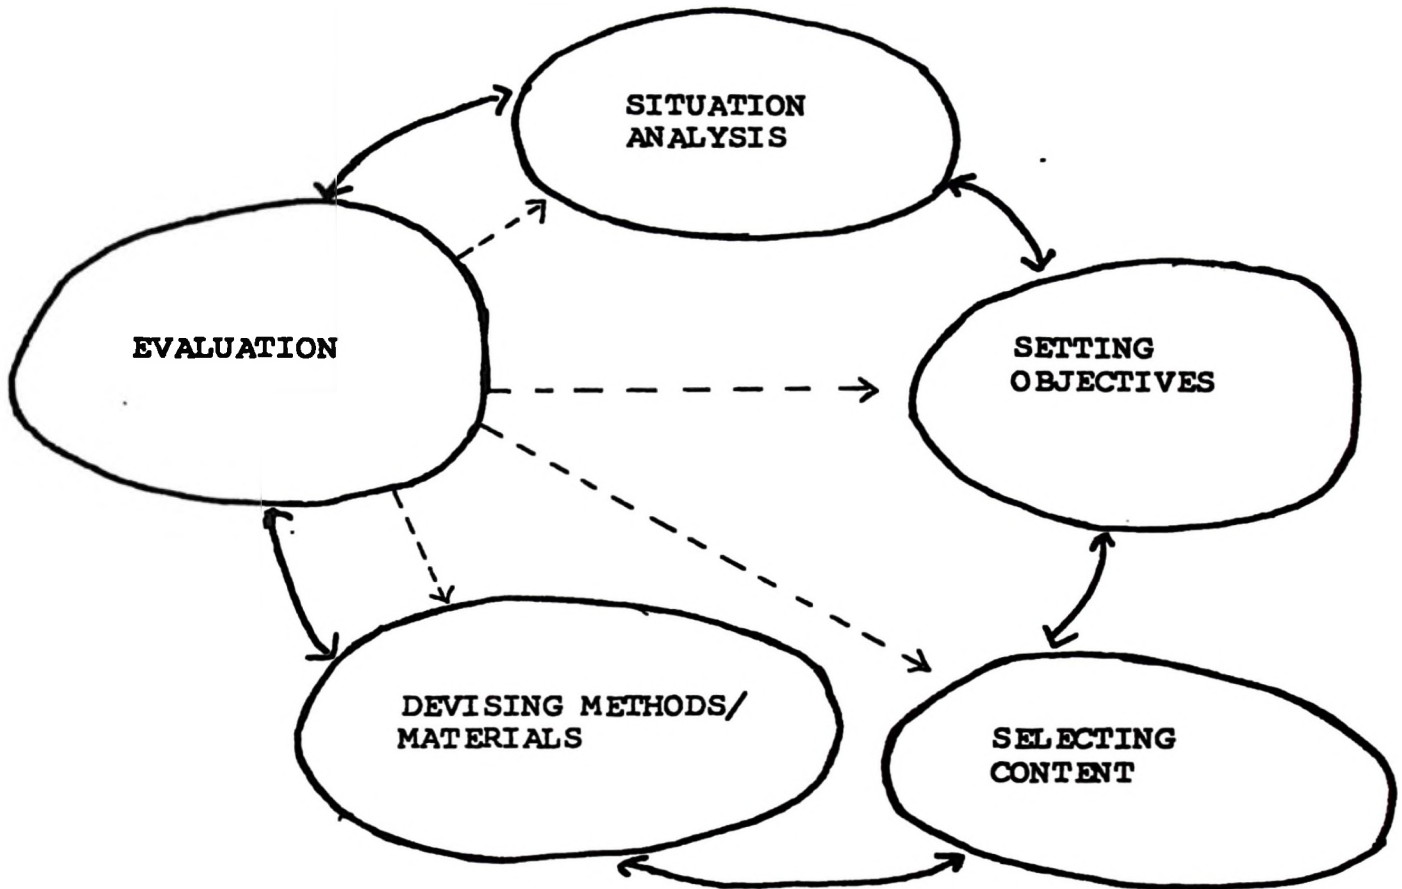 SITUATION
ANALYSIS
EVALUATION
SETTING
OBJECTIVES
DEVISING METHODS/
MATERIALS
SELECTING
CONTENT